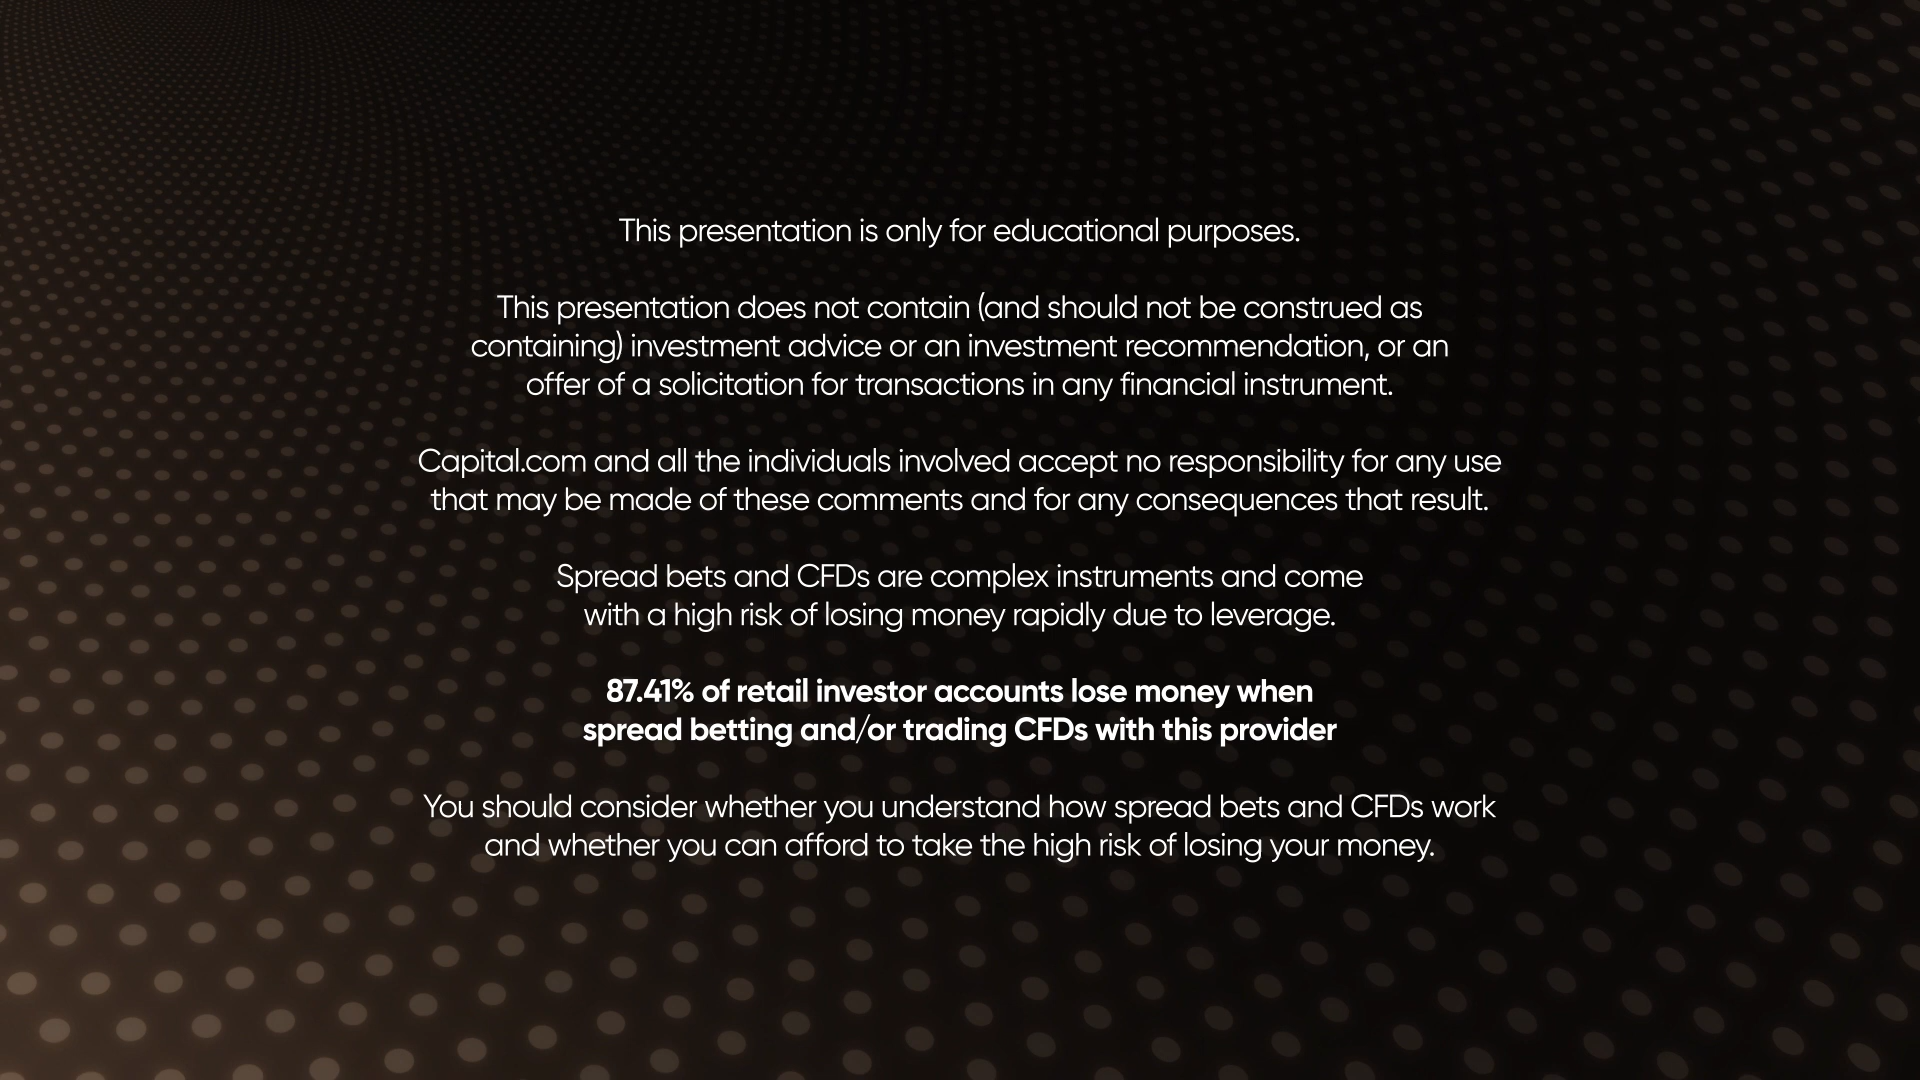 This presentation is only for educational purposes.
This presentation does not contain (and should not be construed as
containing) investment advice or an investment recommendation, or an
offer of a solicitation for transactions in any financial instrument.
Capital.com and all the individuals involved accept no responsibility for any use
that may be made of these comments and for any consequences that result.
Spread bets and CFDs are complex instruments and come
with a high risk of losing money rapidly due to leverage.
87.41% of retail investor accounts lose money when
spread betting and/or trading CFDs with this provider
You should consider whether you understand how spread bets and CFDs work
and whether you can afford to take the high risk of losing your money.